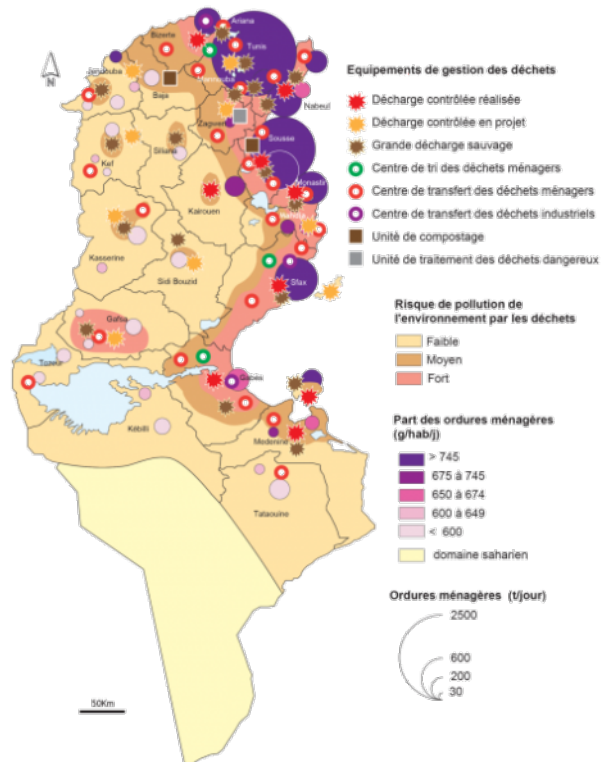 Bizerte
Ariana
Tunis
Manouba
Jendouba
Baja
Nabeul
Zagouan
Sousse
Kef
Siliana
Monastir
Kairouen
Mahdia
Kasserine
Sidi Bouzid
Sfax
Gafsa
Tozeur
Gabès
Kébilli
Medenine
Tataouine
N
50Km
Equipements de gestion des déchets
Décharge contrôlée réalisée
Décharge contrôlée en projet
Grande décharge sauvage
Centre de tri des déchets ménagers
Centre de transfert des déchets ménagers
Centre de transfert des déchets industriels
Unité de compostage
Unité de traitement des déchets dangereux
Risque de pollution de
l'environnement par les déchets
Faible
Moyen
Fort
Part des ordures ménagères
(g/hab/j)
> 745
675 à 745
650 à 674
600 à 649
< 600
domaine saharien
Ordures ménagères (t/jour)
2500
600
200
30